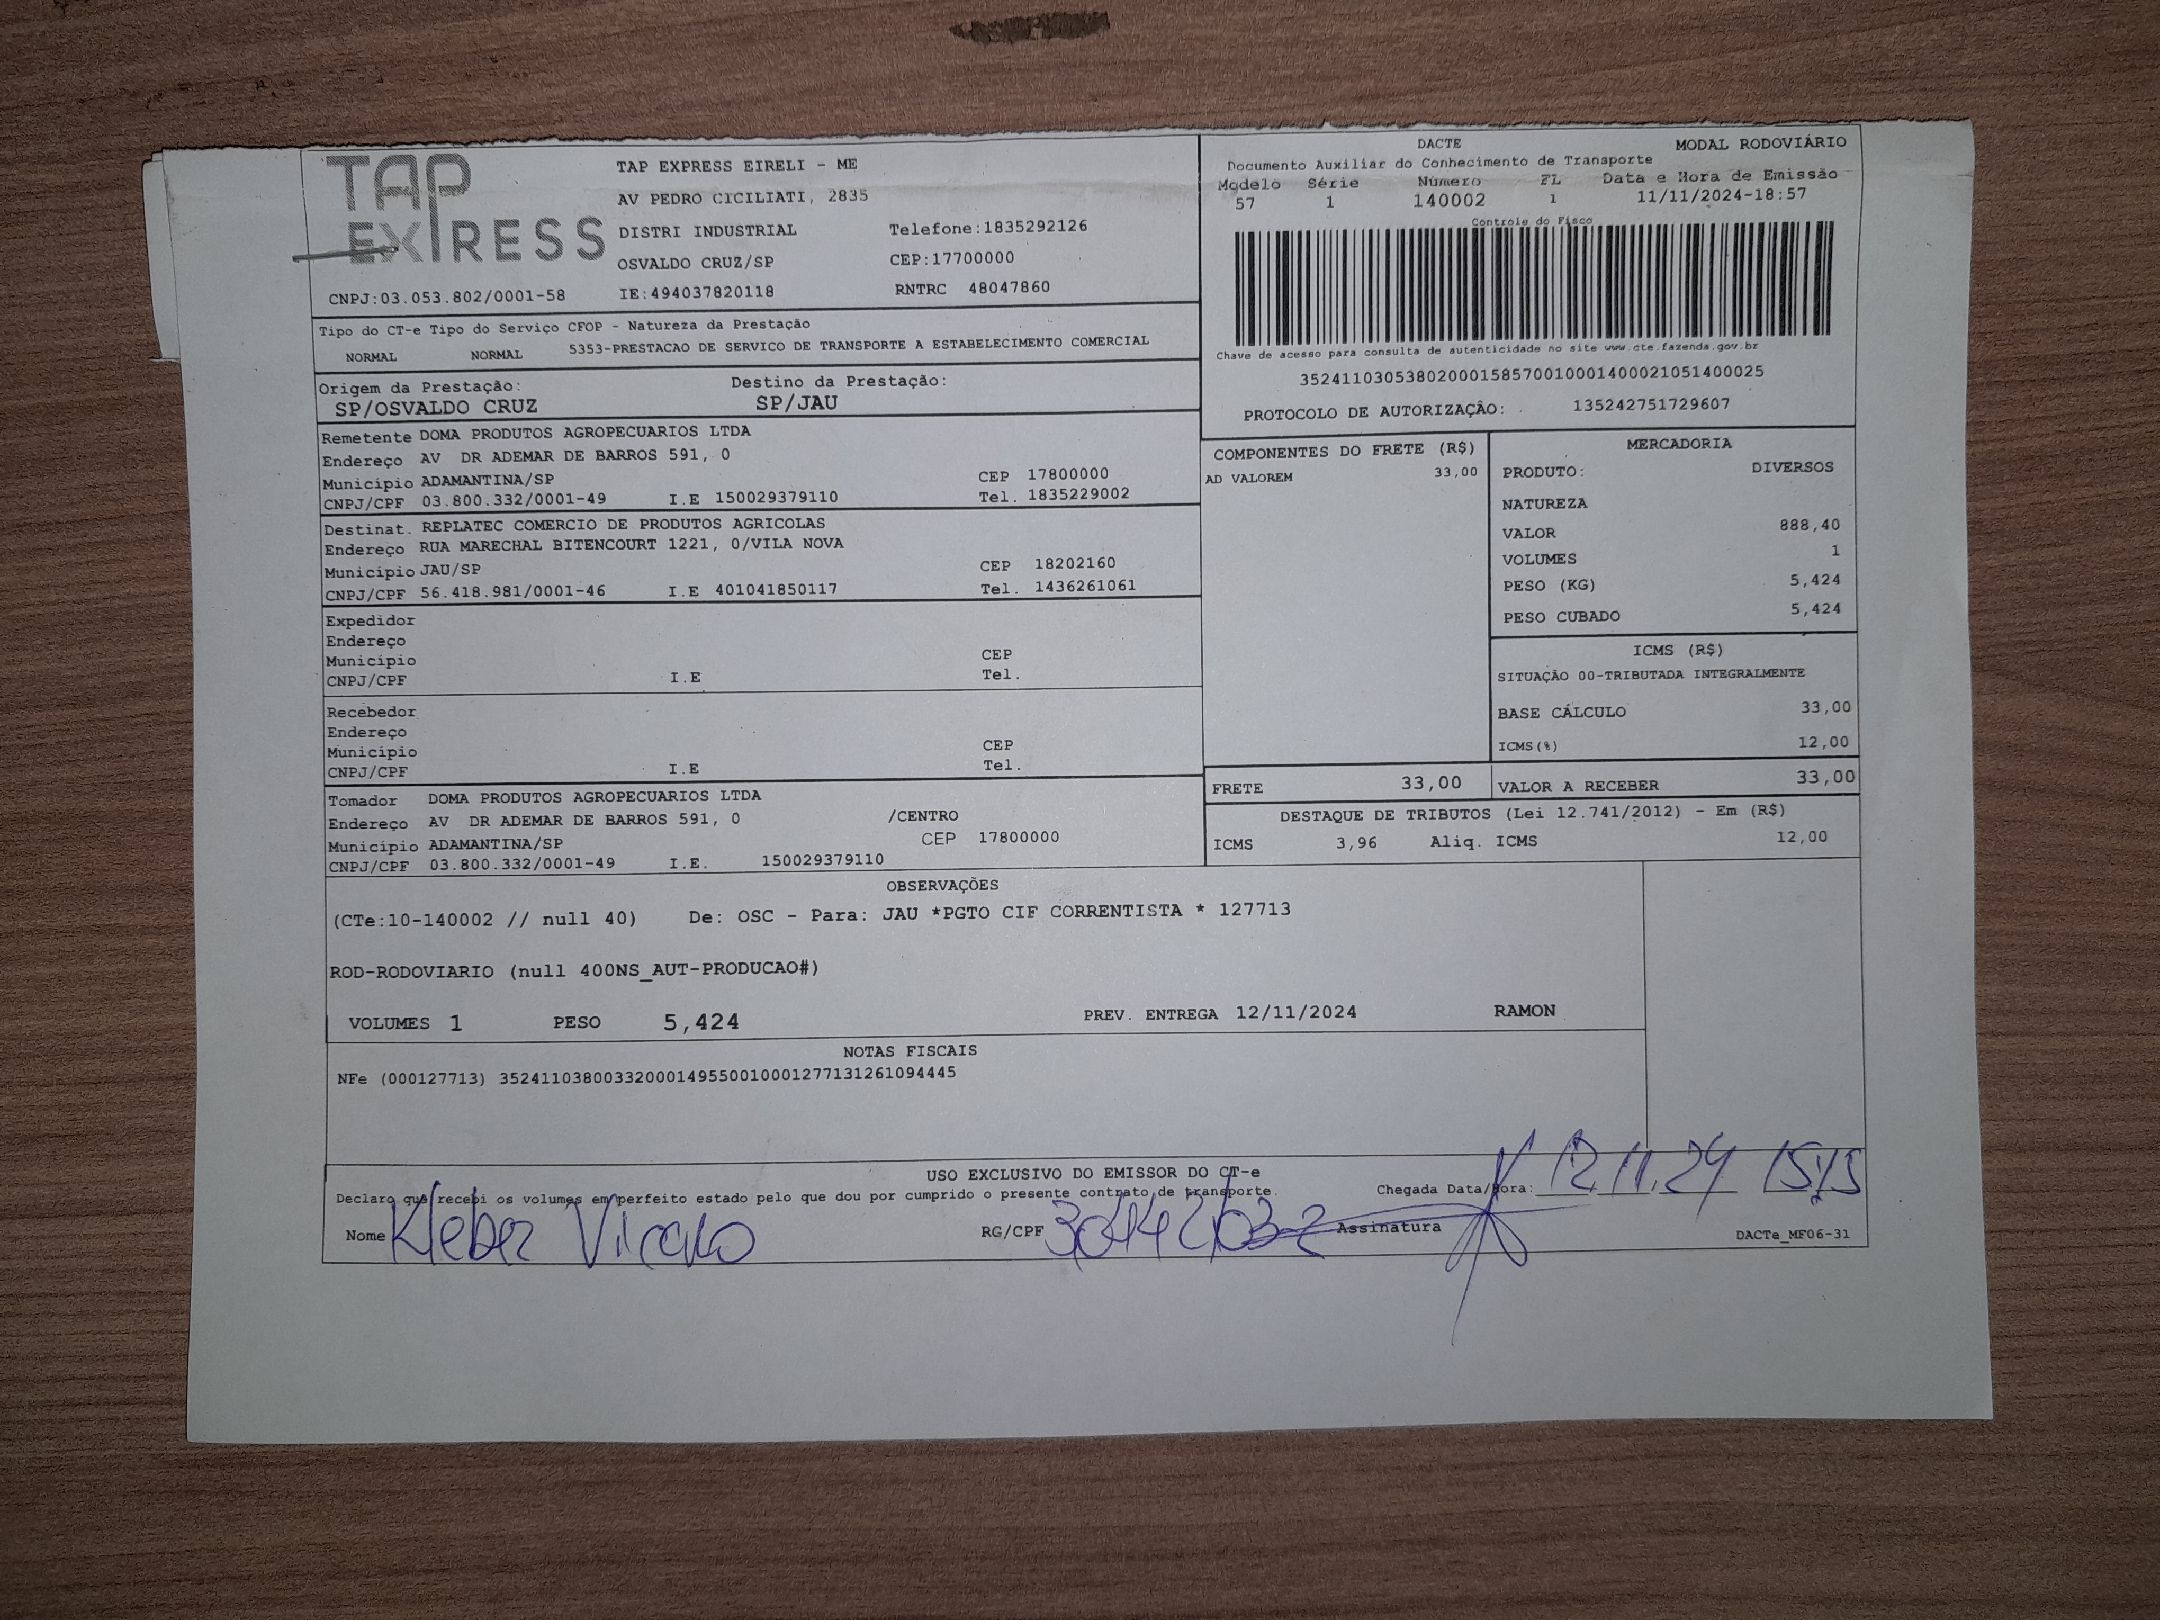 TAP
EXPRESS
CNPJ:03.053.802/0001-58
TAP EXPRESS EIRELI - ME
AV PEDRO CICILIATI, 2835
DISTRI INDUSTRIAL Telefone:1835292126
OSVALDO CRUZ/SP CEP:17700000
IE:494037820118 RNTRC 48047860
DACTE MODAL RODOVIÁRIO
Documento Auxiliar do Conhecimento de Transporte
Modelo Série Número FL Data e Hora de Emissão
57 1 140002 1 11/11/2024-18:57
Controle do Fisco
Chave de acesso para consulta de autenticidade no site www.cte.fazenda.gov.br
35241103053802000158570010001400021051400025
PROTOCOLO DE AUTORIZAÇÃO: 135242751729607
Tipo do CT-e Tipo do Serviço CFOP - Natureza da Prestação
NORMAL NORMAL 5353-PRESTACAO DE SERVICO DE TRANSPORTE A ESTABELECIMENTO COMERCIAL
Origem da Prestação: Destino da Prestação:
SP/OSVALDO CRUZ SP/JAU
Remetente DOMA PRODUTOS AGROPECUARIOS LTDA
Endereço AV DR ADEMAR DE BARROS 591, 0
Município ADAMANTINA/SP CEP 17800000
CNPJ/CPF 03.800.332/0001-49 I.E 150029379110 Tel. 1835229002
Destinat. REPLATEC COMERCIO DE PRODUTOS AGRICOLAS
Endereço RUA MARECHAL BITENCOURT 1221, 0/VILA NOVA
Município JAU/SP CEP 18202160
CNPJ/CPF 56.418.981/0001-46 I.E 401041850117 Tel. 1436261061
Expedidor
Endereço
Município CEP
CNPJ/CPF I.E Tel.
Recebedor
Endereço
Município CEP
CNPJ/CPF I.E Tel.
Tomador DOMA PRODUTOS AGROPECUARIOS LTDA
Endereço AV DR ADEMAR DE BARROS 591, 0 /CENTRO
Município ADAMANTINA/SP CEP 17800000
CNPJ/CPF 03.800.332/0001-49 I.E. 150029379110
COMPONENTES DO FRETE (R$)
AD VALOREM 33,00
MERCADORIA
PRODUTO: DIVERSOS
NATUREZA
VALOR 888,40
VOLUMES 1
PESO (KG) 5,424
PESO CUBADO 5,424
ICMS (R$)
SITUAÇÃO 00-TRIBUTADA INTEGRALMENTE
BASE CÁLCULO 33,00
ICMS(%) 12,00
FRETE 33,00 VALOR A RECEBER 33,00
DESTAQUE DE TRIBUTOS (Lei 12.741/2012) - Em (R$)
ICMS 3,96 Aliq. ICMS 12,00
OBSERVAÇÕES
(CTe:10-140002 // null 40) De: OSC - Para: JAU *PGTO CIF CORRENTISTA * 127713
ROD-RODOVIARIO (null 400NS_AUT-PRODUCAO#)
VOLUMES 1 PESO 5,424 PREV. ENTREGA 12/11/2024 RAMON
NOTAS FISCAIS
NFe (000127713) 35241103800332000149550010001277131261094445
USO EXCLUSIVO DO EMISSOR DO CT-e
Declaro que recebi os volumes em perfeito estado pelo que dou por cumprido o presente contrato de transporte. Chegada Data/Hora: 12.11.24 15:15
Nome Kleber RG/CPF Assinatura DACTe_MF06-31